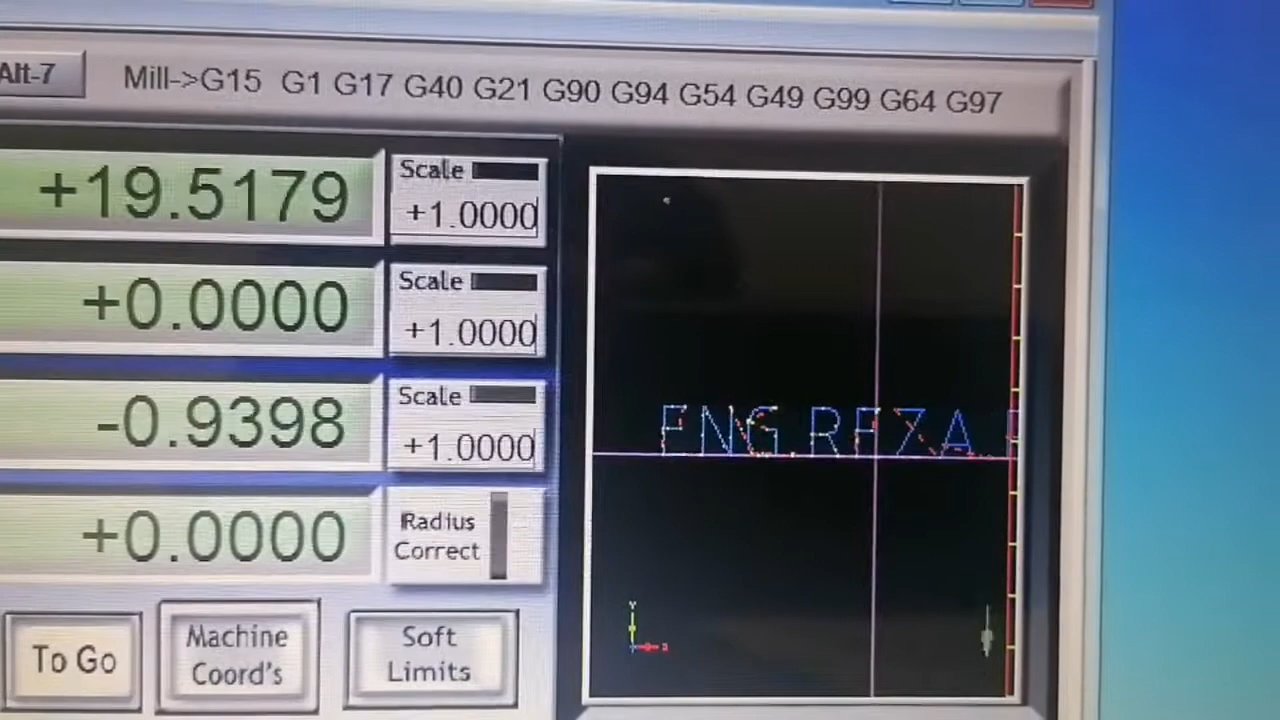 Alt-7
Mill->G15 G1 G17 G40 G21 G90 G94 G54 G49 G99 G64 G97
+19.5179
Scale
+1.0000
+0.0000
Scale
+1.0000
-0.9398
Scale
+1.0000
+0.0000
Radius
Correct
ENG.REZA
To Go
Machine
Coord's
Soft
Limits
Y
X